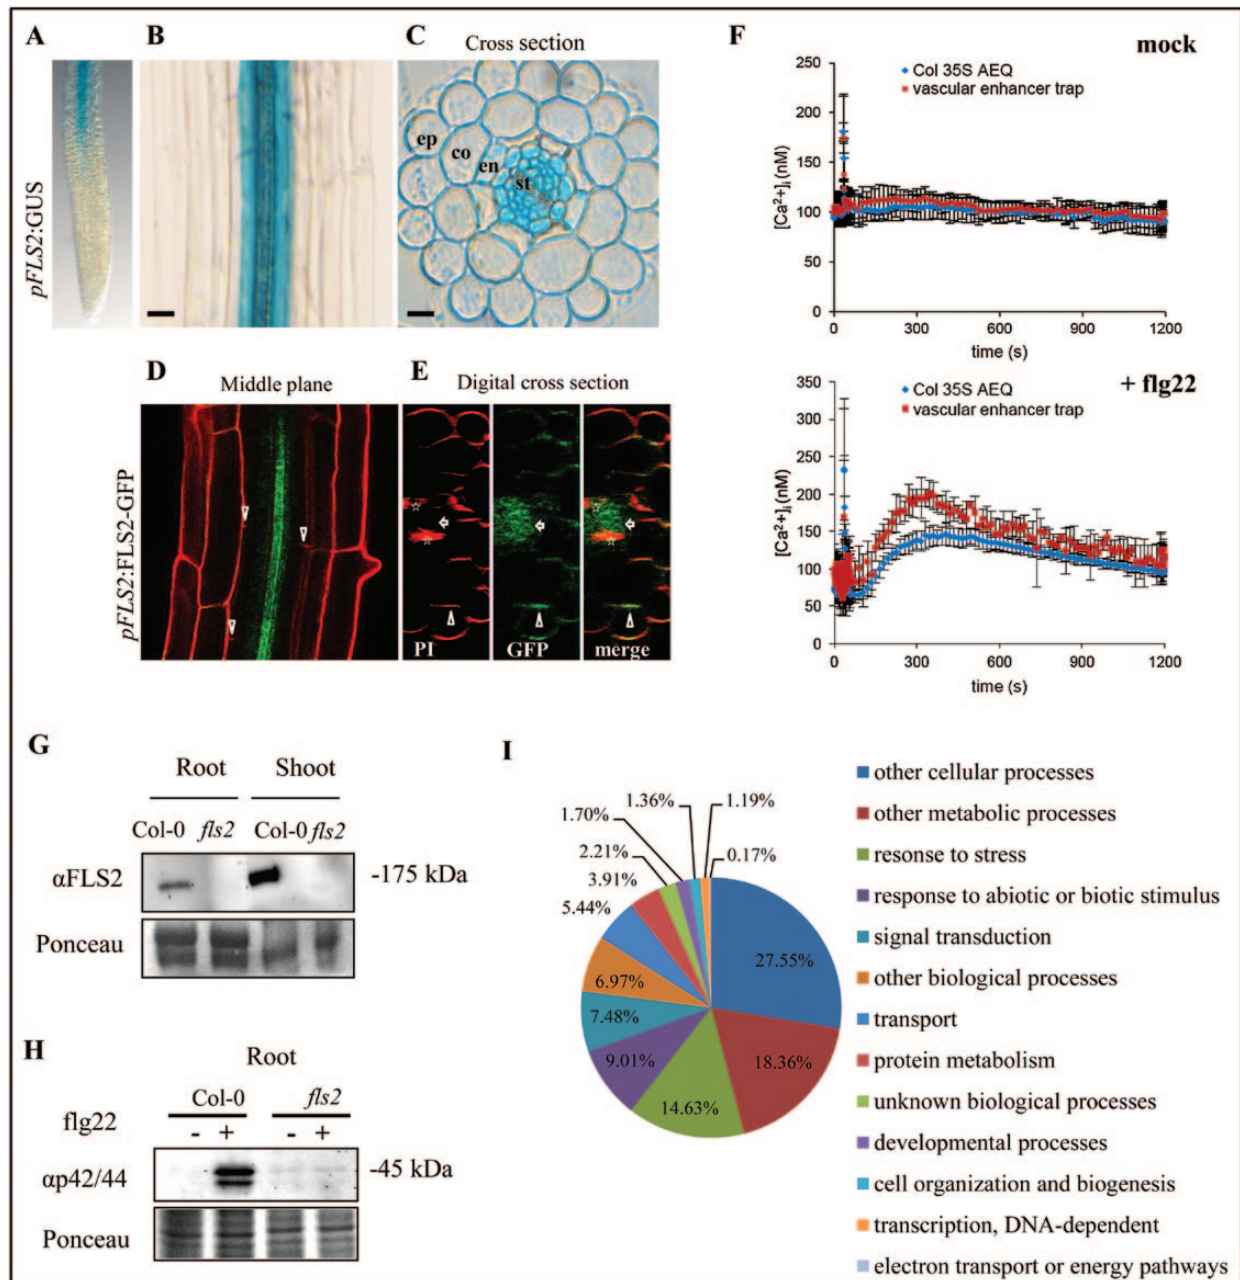 A
B
C
Cross section
pFLS2:GUS
ep
co
en
st
D
Middle plane
E
Digital cross section
pFLS2:FLS2-GFP
PI
GFP
merge
F
mock
Col 35S AEQ
vascular enhancer trap
[Ca²⁺]ᵢ (nM)
250
200
150
100
50
0
0 300 600 900 1200
time (s)
+ flg22
Col 35S AEQ
vascular enhancer trap
[Ca²⁺]ᵢ (nM)
350
300
250
200
150
100
50
0
0 300 600 900 1200
time (s)
G
Root Shoot
Col-0 fls2 Col-0 fls2
αFLS2
-175 kDa
Ponceau
H
Root
Col-0 fls2
flg22
- + - +
αp42/44
-45 kDa
Ponceau
I
1.36% 1.19%
1.70%
2.21% 0.17%
3.91%
5.44%
6.97%
27.55%
7.48%
9.01%
18.36%
14.63%
other cellular processes
other metabolic processes
resonse to stress
response to abiotic or biotic stimulus
signal transduction
other biological processes
transport
protein metabolism
unknown biological processes
developmental processes
cell organization and biogenesis
transcription, DNA-dependent
electron transport or energy pathways